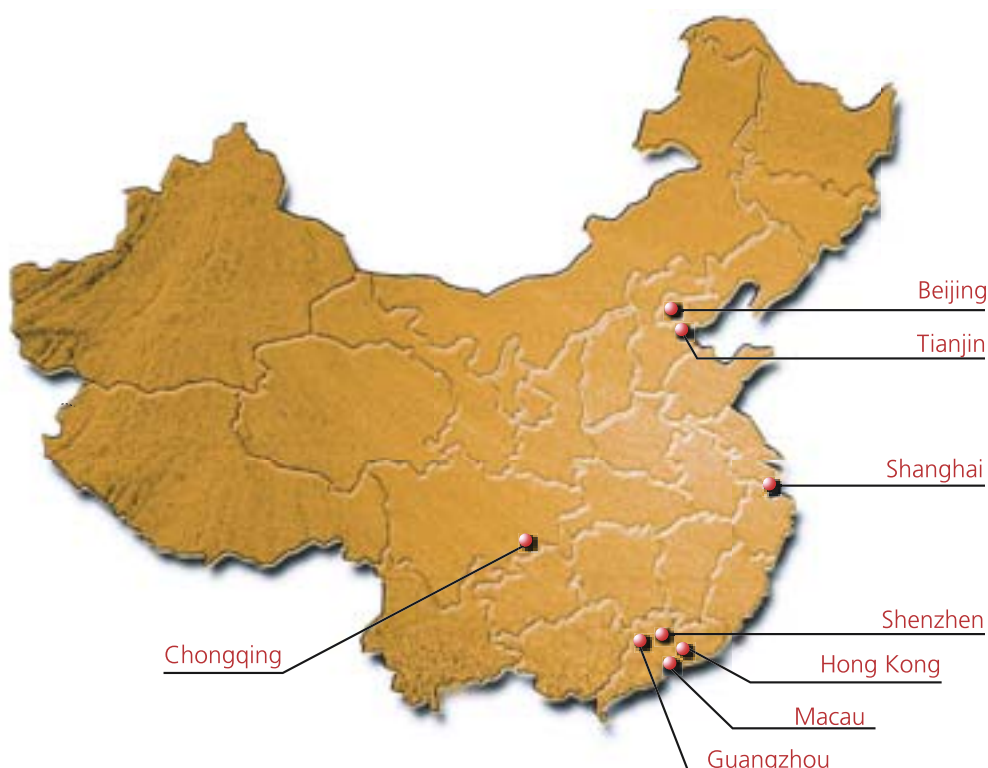 Beijing
Tianjin
Shanghai
Shenzhen
Chongqing
Hong Kong
Macau
Guangzhou